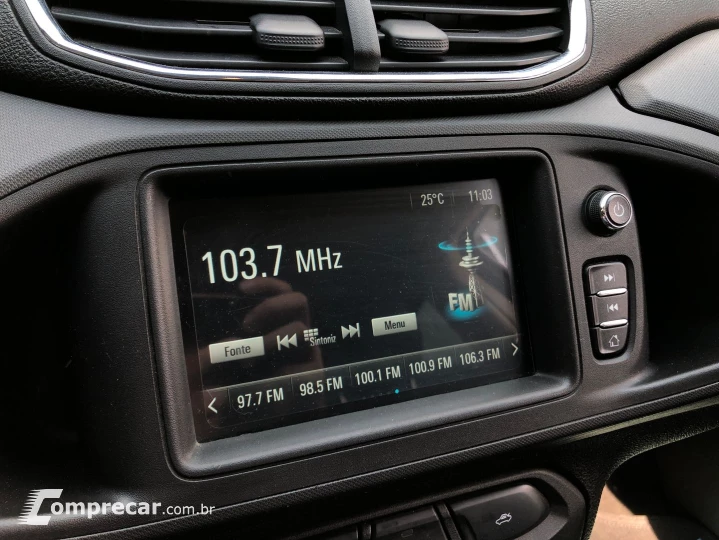 25°C 11:03
103.7 MHz
FM
Fonte
Sintoniz
Menu
97.7 FM 98.5 FM 100.1 FM 100.9 FM 106.3 FM
Comprecar.com.br